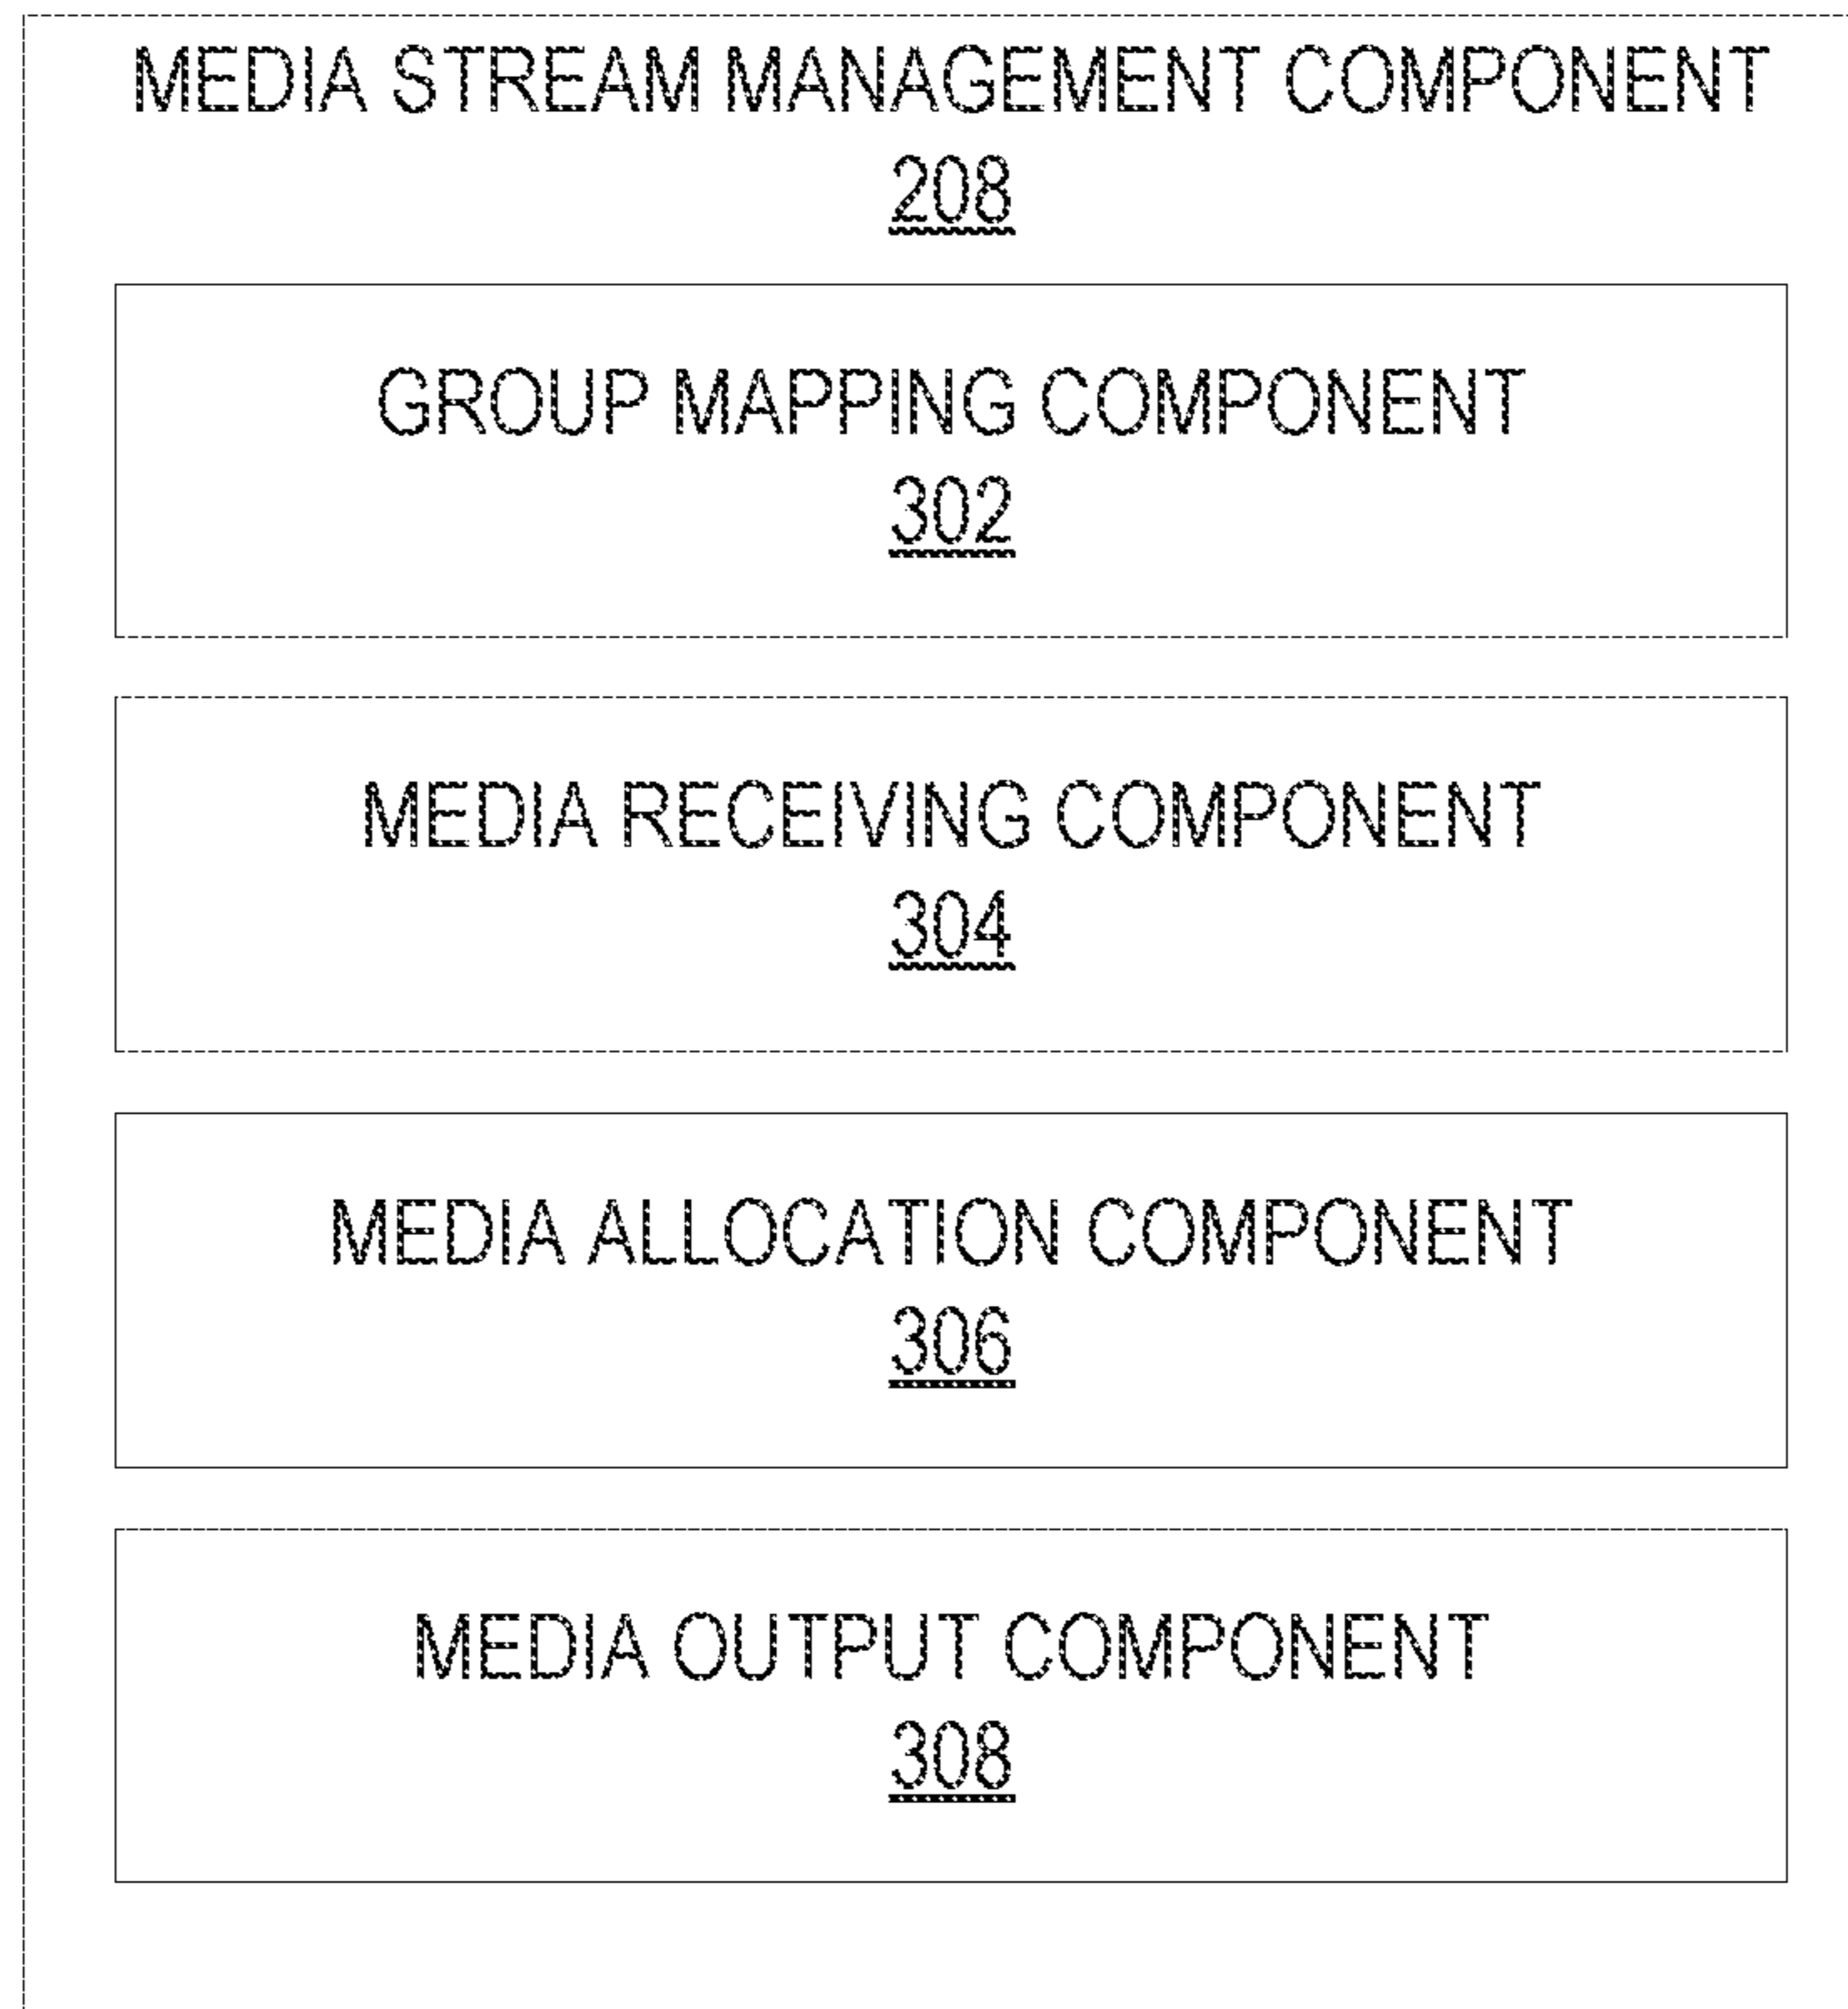 MEDIA STREAM MANAGEMENT COMPONENT
208
GROUP MAPPING COMPONENT
302
MEDIA RECEIVING COMPONENT
304
MEDIA ALLOCATION COMPONENT
306
MEDIA OUTPUT COMPONENT
308